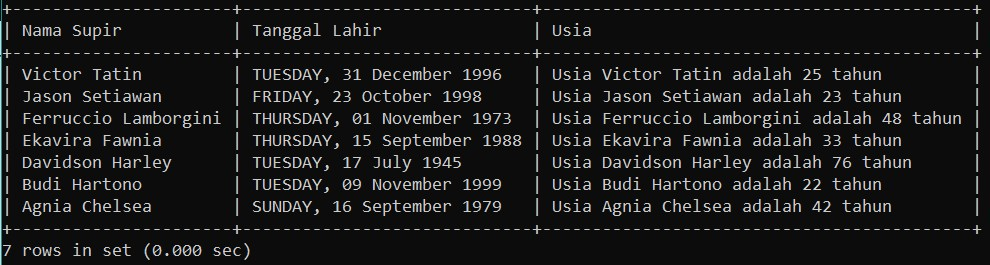 +-----------------------+-----------------------------+-------------------------------------------+
| Nama Supir            | Tanggal Lahir               | Usia                                      |
+-----------------------+-----------------------------+-------------------------------------------+
| Victor Tatin          | TUESDAY, 31 December 1996   | Usia Victor Tatin adalah 25 tahun         |
| Jason Setiawan        | FRIDAY, 23 October 1998     | Usia Jason Setiawan adalah 23 tahun       |
| Ferruccio Lamborgini  | THURSDAY, 01 November 1973  | Usia Ferruccio Lamborgini adalah 48 tahun |
| Ekavira Fawnia        | THURSDAY, 15 September 1988 | Usia Ekavira Fawnia adalah 33 tahun       |
| Davidson Harley       | TUESDAY, 17 July 1945       | Usia Davidson Harley adalah 76 tahun      |
| Budi Hartono          | TUESDAY, 09 November 1999   | Usia Budi Hartono adalah 22 tahun         |
| Agnia Chelsea         | SUNDAY, 16 September 1979   | Usia Agnia Chelsea adalah 42 tahun        |
+-----------------------+-----------------------------+-------------------------------------------+
7 rows in set (0.000 sec)